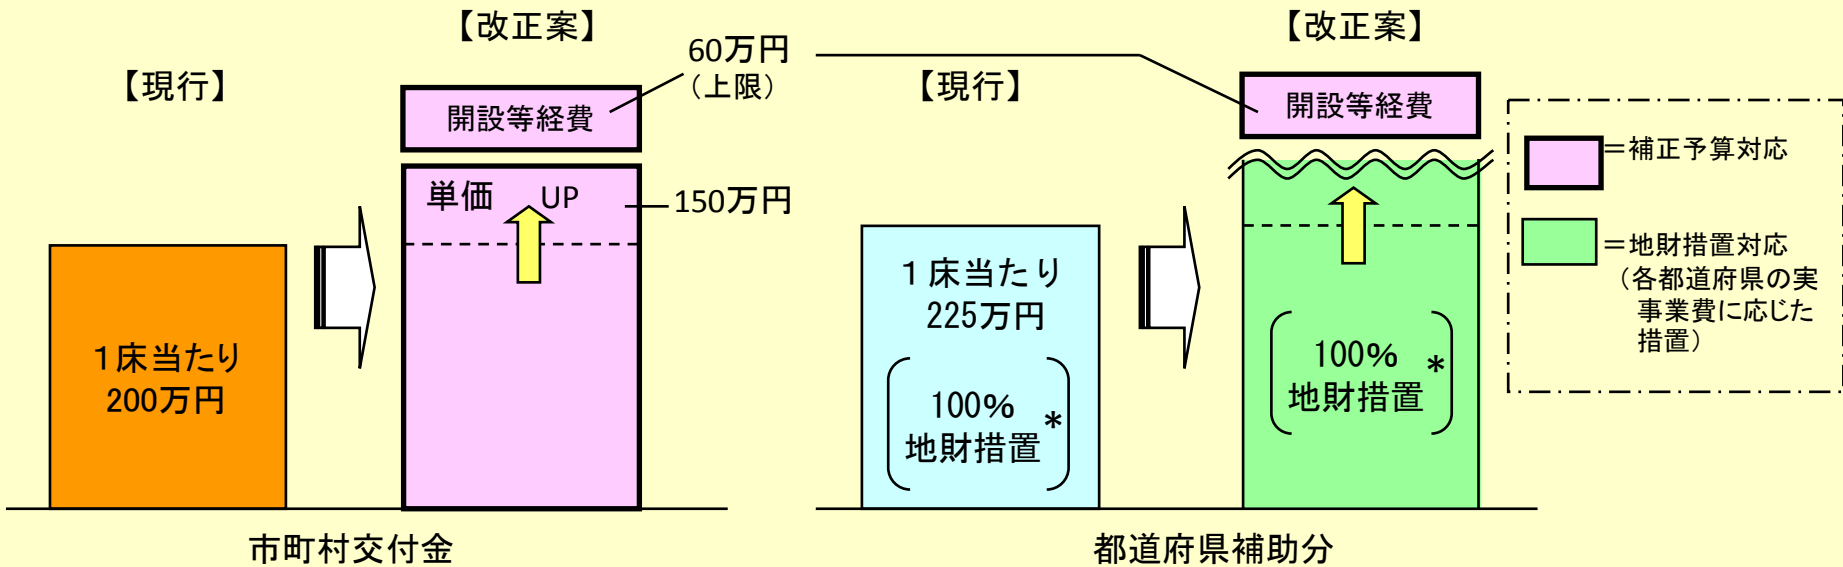 【改正案】
【現行】
60万円
（上限）
開設等経費
単価 UP
150万円
１床当たり
200万円
市町村交付金
【改正案】
【現行】
開設等経費
１床当たり
225万円
100%
地財措置*
100%
地財措置*
都道府県補助分
＝補正予算対応
＝地財措置対応
（各都道府県の実
事業費に応じた
措置）